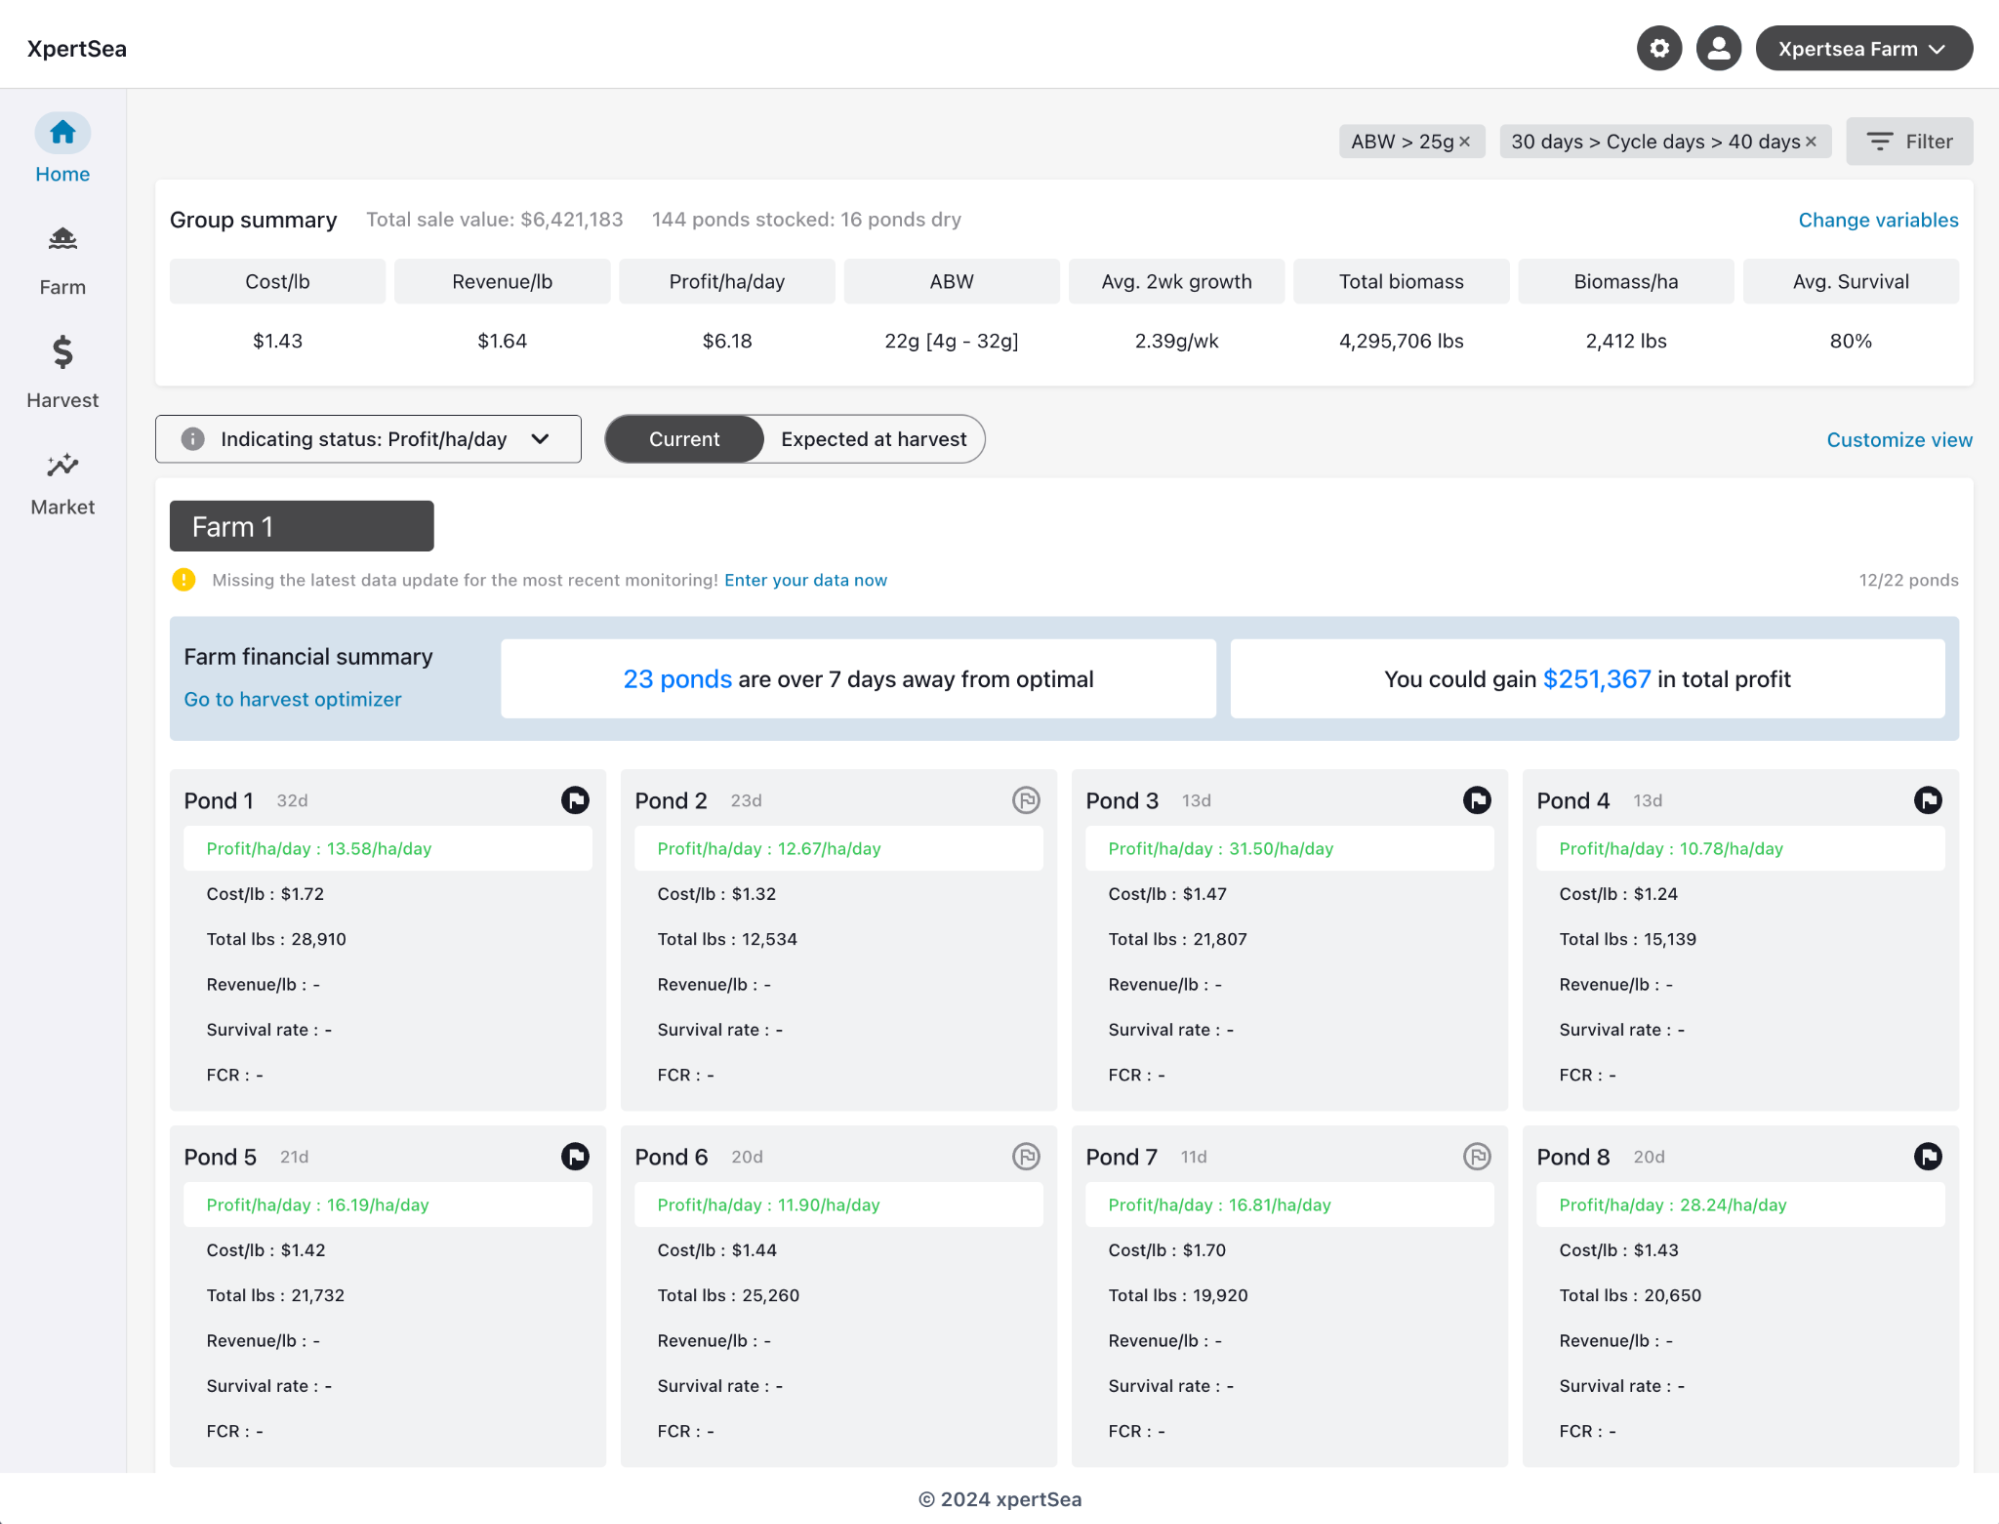 XpertSea
Xpertsea Farm
ABW > 25g ×
30 days > Cycle days > 40 days ×
Filter
Home
Farm
Harvest
Market
Group summary
Total sale value: $6,421,183
144 ponds stocked: 16 ponds dry
Change variables
Cost/lb
Revenue/lb
Profit/ha/day
ABW
Avg. 2wk growth
Total biomass
Biomass/ha
Avg. Survival
$1.43
$1.64
$6.18
22g [4g - 32g]
2.39g/wk
4,295,706 lbs
2,412 lbs
80%
Indicating status: Profit/ha/day
Current
Expected at harvest
Customize view
Farm 1
Missing the latest data update for the most recent monitoring! Enter your data now
12/22 ponds
Farm financial summary
Go to harvest optimizer
23 ponds are over 7 days away from optimal
You could gain $251,367 in total profit
Pond 1 32d
Profit/ha/day : 13.58/ha/day
Cost/lb : $1.72
Total lbs : 28,910
Revenue/lb : -
Survival rate : -
FCR : -
Pond 2 23d
Profit/ha/day : 12.67/ha/day
Cost/lb : $1.32
Total lbs : 12,534
Revenue/lb : -
Survival rate : -
FCR : -
Pond 3 13d
Profit/ha/day : 31.50/ha/day
Cost/lb : $1.47
Total lbs : 21,807
Revenue/lb : -
Survival rate : -
FCR : -
Pond 4 13d
Profit/ha/day : 10.78/ha/day
Cost/lb : $1.24
Total lbs : 15,139
Revenue/lb : -
Survival rate : -
FCR : -
Pond 5 21d
Profit/ha/day : 16.19/ha/day
Cost/lb : $1.42
Total lbs : 21,732
Revenue/lb : -
Survival rate : -
FCR : -
Pond 6 20d
Profit/ha/day : 11.90/ha/day
Cost/lb : $1.44
Total lbs : 25,260
Revenue/lb : -
Survival rate : -
FCR : -
Pond 7 11d
Profit/ha/day : 16.81/ha/day
Cost/lb : $1.70
Total lbs : 19,920
Revenue/lb : -
Survival rate : -
FCR : -
Pond 8 20d
Profit/ha/day : 28.24/ha/day
Cost/lb : $1.43
Total lbs : 20,650
Revenue/lb : -
Survival rate : -
FCR : -
© 2024 xpertSea